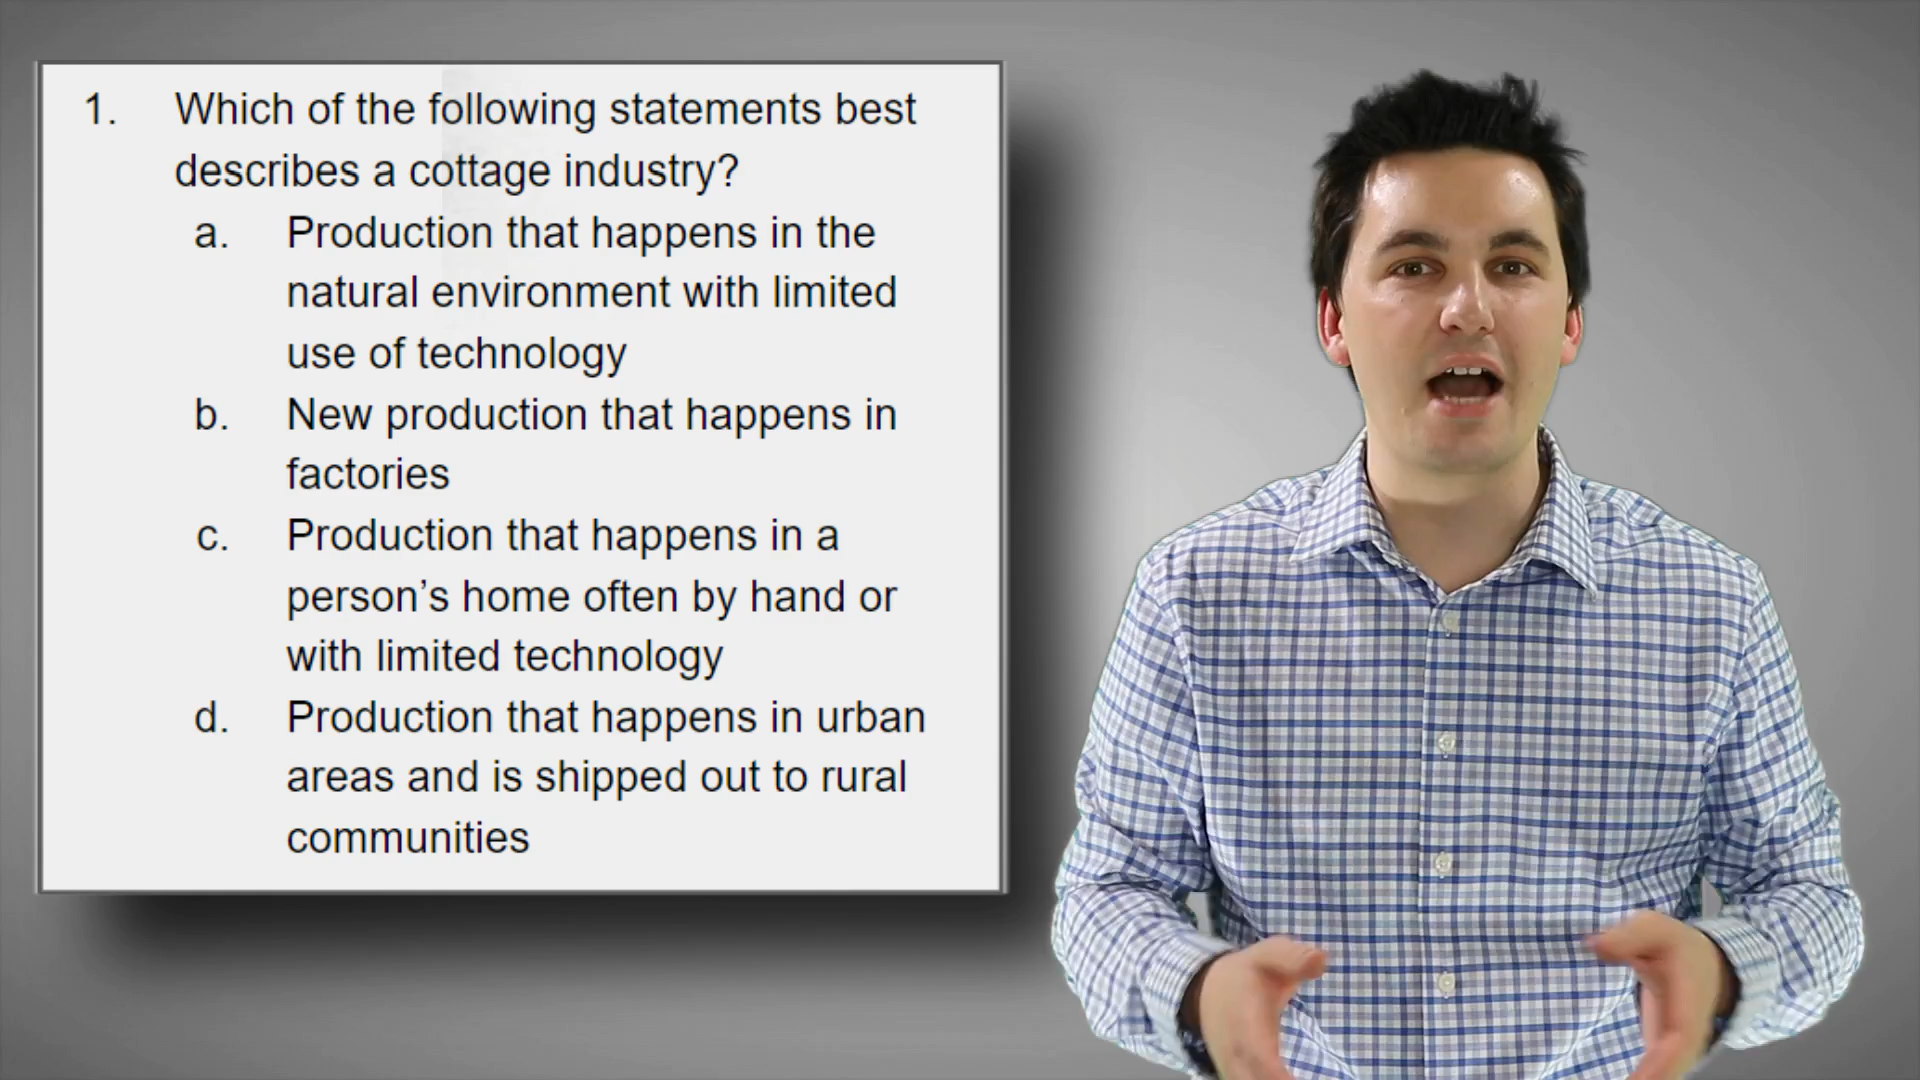 1. Which of the following statements best
describes a cottage industry?
a. Production that happens in the
natural environment with limited
use of technology
b. New production that happens in
factories
c. Production that happens in a
person’s home often by hand or
with limited technology
d. Production that happens in urban
areas and is shipped out to rural
communities